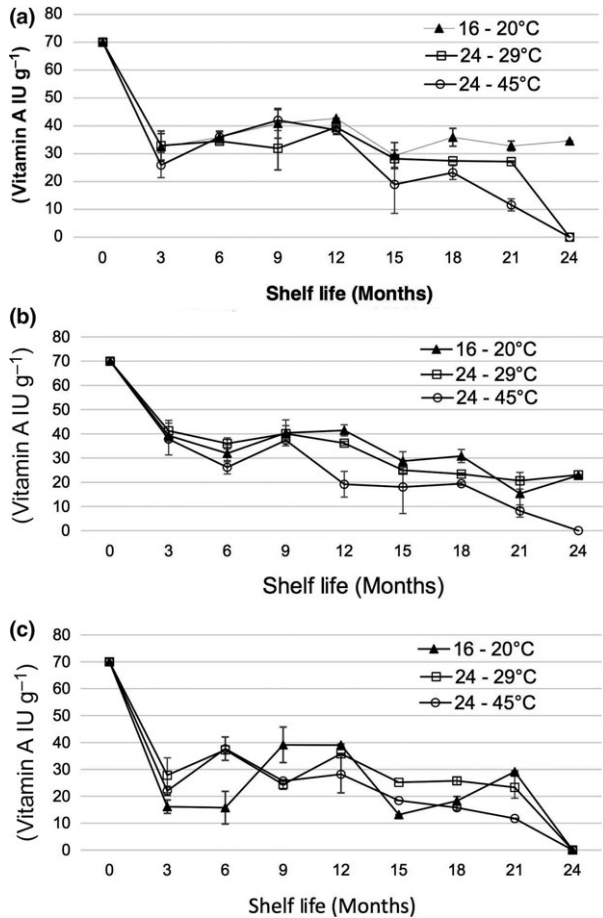 (a)
80
70
60
50
40
30
20
10
0
(Vitamin A IU g⁻¹)
16 - 20°C
24 - 29°C
24 - 45°C
0 3 6 9 12 15 18 21 24
Shelf life (Months)
(b)
80
70
60
50
40
30
20
10
0
(Vitamin A IU g⁻¹)
16 - 20°C
24 - 29°C
24 - 45°C
0 3 6 9 12 15 18 21 24
Shelf life (Months)
(c)
80
70
60
50
40
30
20
10
0
(Vitamin A IU g⁻¹)
16 - 20°C
24 - 29°C
24 - 45°C
0 3 6 9 12 15 18 21 24
Shelf life (Months)